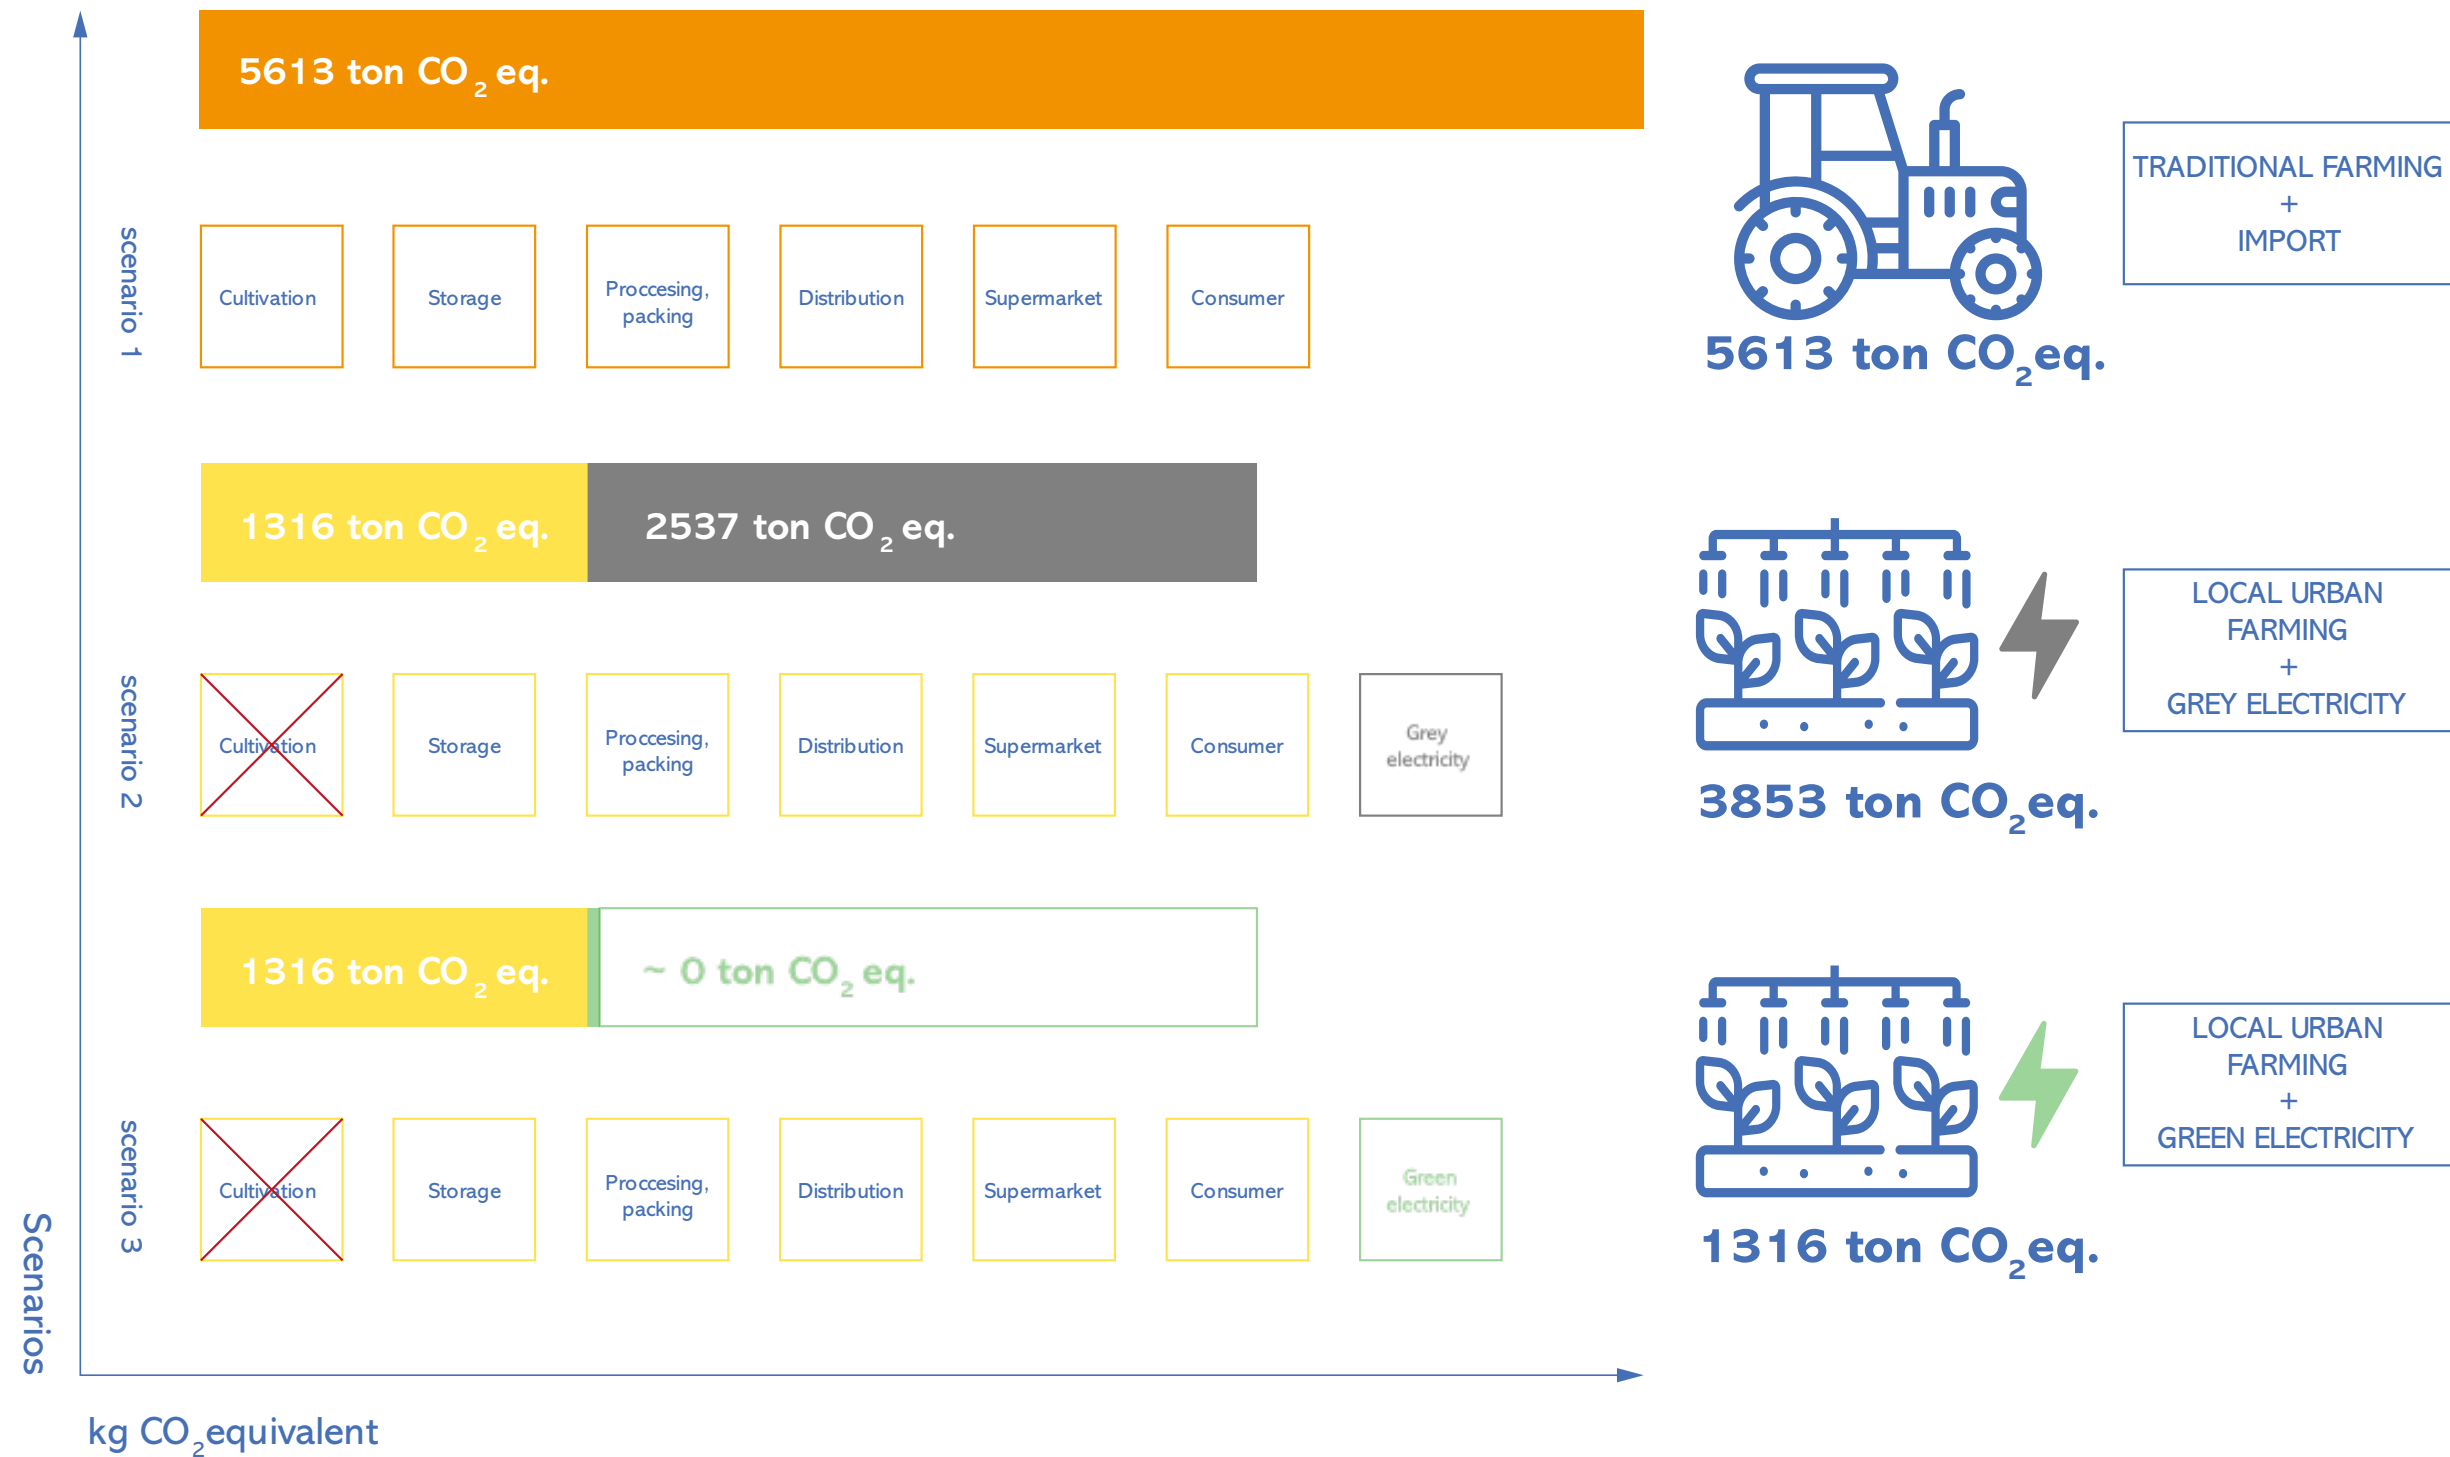 5613 ton CO₂ eq.
scenario 1
Cultivation
Storage
Proccesing,
packing
Distribution
Supermarket
Consumer
5613 ton CO₂eq.
TRADITIONAL FARMING
+
IMPORT
1316 ton CO₂ eq.
2537 ton CO₂ eq.
scenario 2
Cultivation
Storage
Proccesing,
packing
Distribution
Supermarket
Consumer
Grey
electricity
3853 ton CO₂eq.
LOCAL URBAN
FARMING
+
GREY ELECTRICITY
1316 ton CO₂ eq.
~ 0 ton CO₂ eq.
scenario 3
Cultivation
Storage
Proccesing,
packing
Distribution
Supermarket
Consumer
Green
electricity
1316 ton CO₂eq.
LOCAL URBAN
FARMING
+
GREEN ELECTRICITY
Scenarios
kg CO₂equivalent